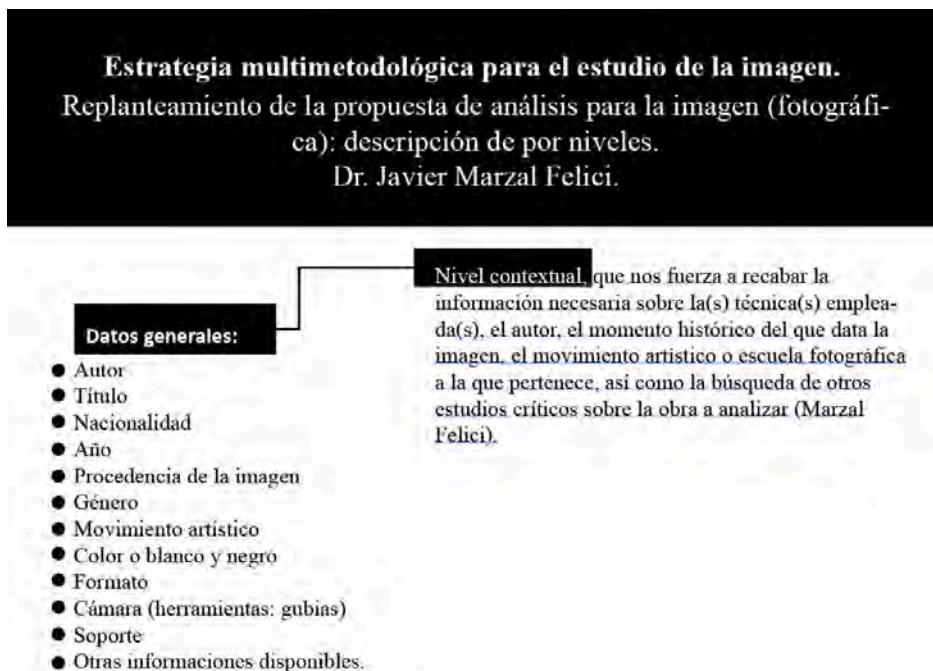 Estrategia multimetodológica para el estudio de la imagen.
Replanteamiento de la propuesta de análisis para la imagen (fotográfi-
ca): descripción de por niveles.
Dr. Javier Marzal Felici.
Nivel contextual, que nos fuerza a recabar la
información necesaria sobre la(s) técnica(s) emplea-
da(s), el autor, el momento histórico del que data la
imagen, el movimiento artístico o escuela fotográfica
a la que pertenece, así como la búsqueda de otros
estudios críticos sobre la obra a analizar (Marzal
Felici).
Datos generales:
● Autor
● Título
● Nacionalidad
● Año
● Procedencia de la imagen
● Género
● Movimiento artístico
● Color o blanco y negro
● Formato
● Cámara (herramientas: gubias)
● Soporte
● Otras informaciones disponibles.